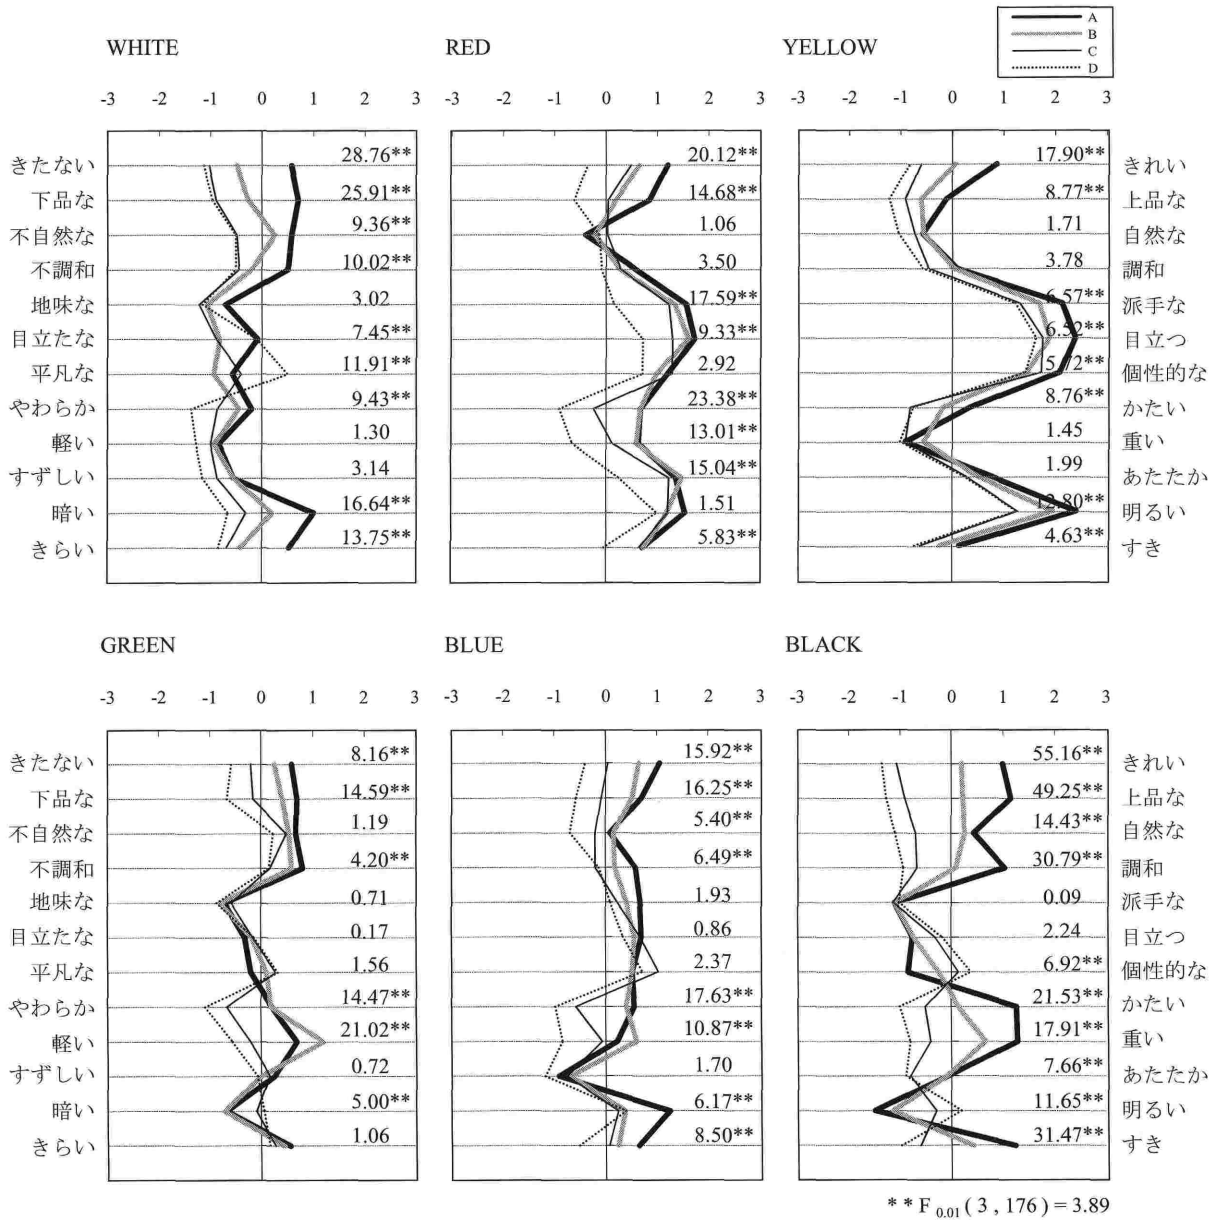 A
B
C
D
WHITE RED YELLOW
-3 -2 -1 0 1 2 3 -3 -2 -1 0 1 2 3 -3 -2 -1 0 1 2 3
きたない 28.76** 20.12** 17.90** きれい
下品な 25.91** 14.68** 8.77** 上品な
不自然な 9.36** 1.06 1.71 自然な
不調和 10.02** 3.50 3.78 調和
地味な 3.02 17.59** 6.57** 派手な
目立たな 7.45** 9.33** 6.52** 目立つ
平凡な 11.91** 2.92 5.72** 個性的な
やわらか 9.43** 23.38** 8.76** かたい
軽い 1.30 13.01** 1.45 重い
すずしい 3.14 15.04** 1.99 あたたか
暗い 16.64** 1.51 12.80** 明るい
きらい 13.75** 5.83** 4.63** すき
GREEN BLUE BLACK
-3 -2 -1 0 1 2 3 -3 -2 -1 0 1 2 3 -3 -2 -1 0 1 2 3
きたない 8.16** 15.92** 55.16** きれい
下品な 14.59** 16.25** 49.25** 上品な
不自然な 1.19 5.40** 14.43** 自然な
不調和 4.20** 6.49** 30.79** 調和
地味な 0.71 1.93 0.09 派手な
目立たな 0.17 0.86 2.24 目立つ
平凡な 1.56 2.37 6.92** 個性的な
やわらか 14.47** 17.63** 21.53** かたい
軽い 21.02** 10.87** 17.91** 重い
すずしい 0.72 1.70 7.66** あたたか
暗い 5.00** 6.17** 11.65** 明るい
きらい 1.06 8.50** 31.47** すき
* * F 0.01 ( 3 , 176 ) = 3.89